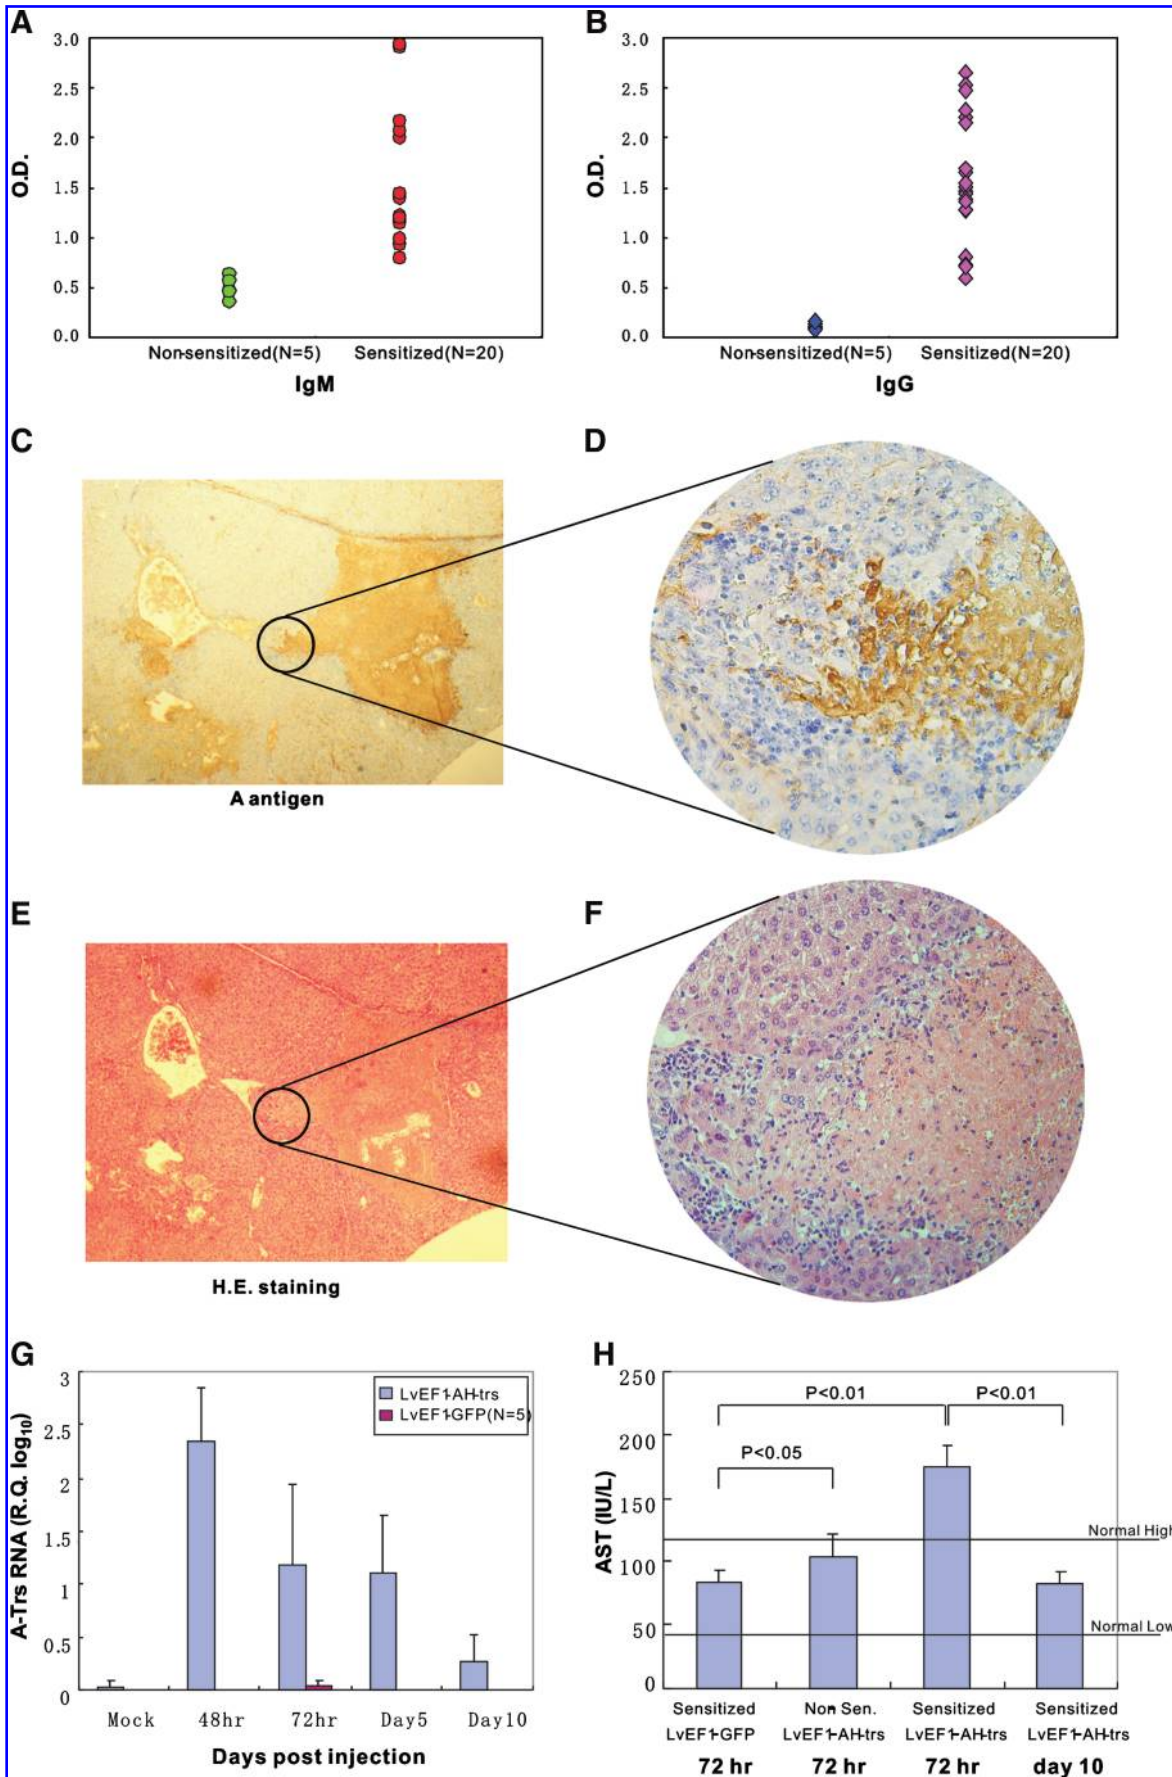 A
3.0
2.5
2.0
1.5
1.0
0.5
0.0
O.D.
Non-sensitized(N=5) Sensitized(N=20)
IgM
B
3.0
2.5
2.0
1.5
1.0
0.5
0.0
O.D.
Non-sensitized(N=5) Sensitized(N=20)
IgG
C
A antigen
D
E
H.E. staining
F
G
3
2.5
2
1.5
1
0.5
0
A-Trs RNA (R.Q. log10)
LvEF1-AH-trs
LvEF1-GFP(N=5)
Mock 48hr 72hr Day5 Day10
Days post injection
H
250
200
150
100
50
0
AST (IU/L)
P<0.01 P<0.01
P<0.05
Normal High
Normal Low
Sensitized Non Sen. Sensitized Sensitized
LvEF1-GFP LvEF1-AH-trs LvEF1-AH-trs LvEF1-AH-trs
72 hr 72 hr 72 hr day 10